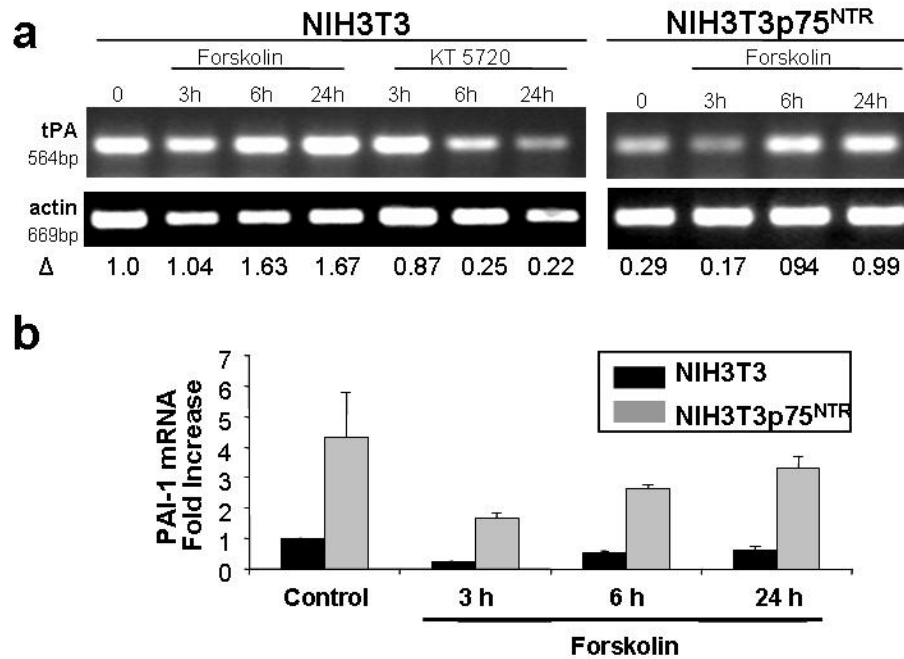 a
NIH3T3 NIH3T3p75NTR
Forskolin KT 5720 Forskolin
0 3h 6h 24h 3h 6h 24h 0 3h 6h 24h
tPA
564bp
actin
669bp
Δ 1.0 1.04 1.63 1.67 0.87 0.25 0.22 0.29 0.17 094 0.99
b
PAI-1 mRNA
Fold Increase
7
6
5
4
3
2
1
0
NIH3T3
NIH3T3p75NTR
Control 3 h 6 h 24 h
Forskolin